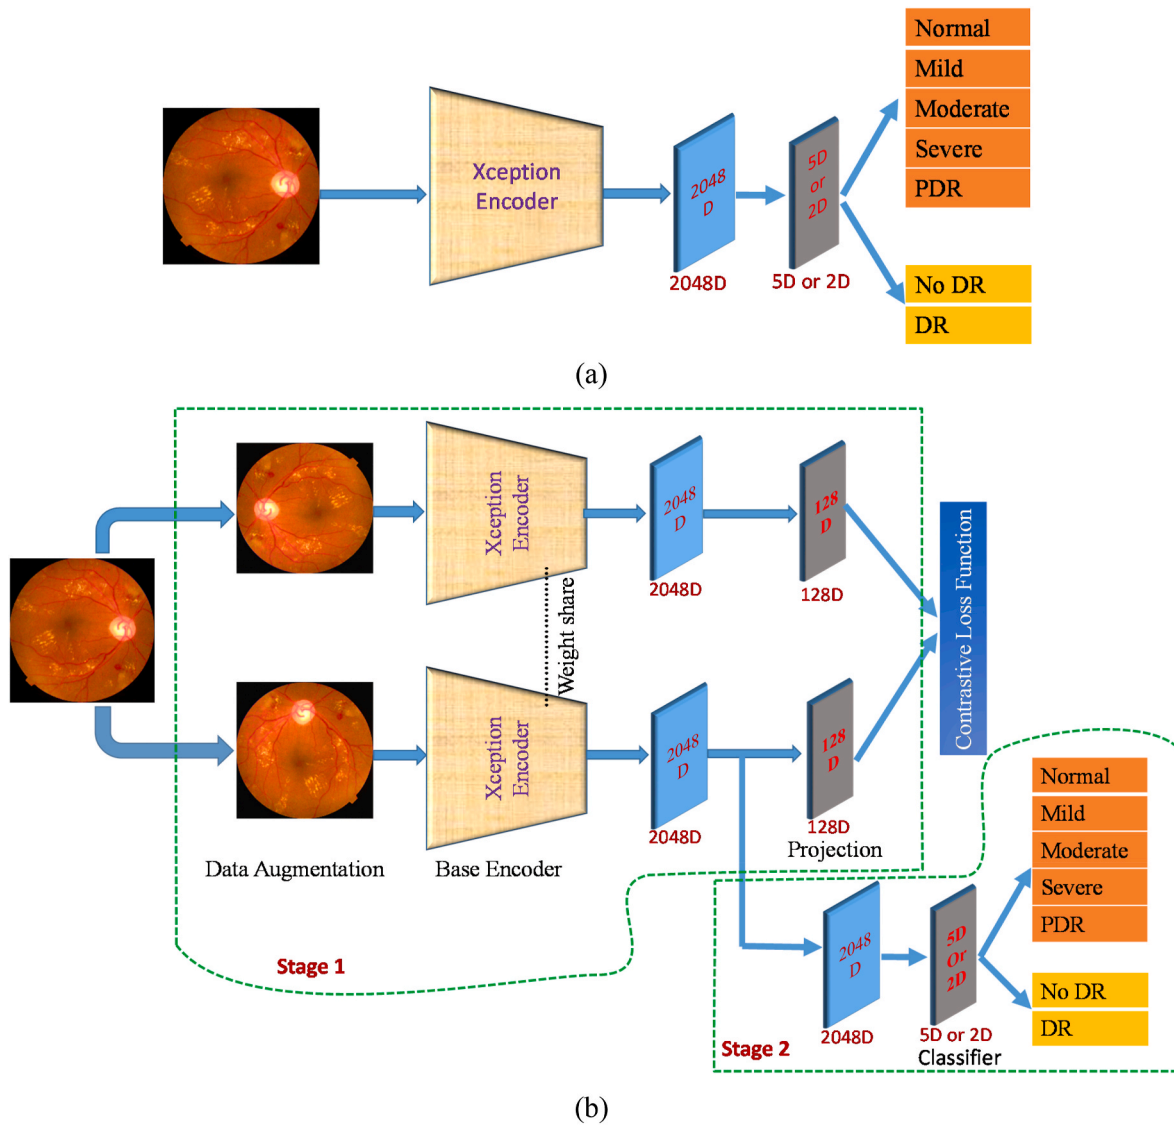 Normal
Mild
Moderate
Severe
PDR
Xception
Encoder
2048
D
5D
or
2D
2048D
5D or 2D
No DR
DR
(a)
Xception
Encoder
2048
D
128
D
2048D
128D
Weight share
Contrastive Loss Function
Xception
Encoder
2048
D
128
D
2048D
128D
Data Augmentation
Base Encoder
Projection
Stage 1
Normal
Mild
Moderate
Severe
PDR
2048
D
5D
Or
2D
No DR
DR
2048D
5D or 2D
Classifier
Stage 2
(b)